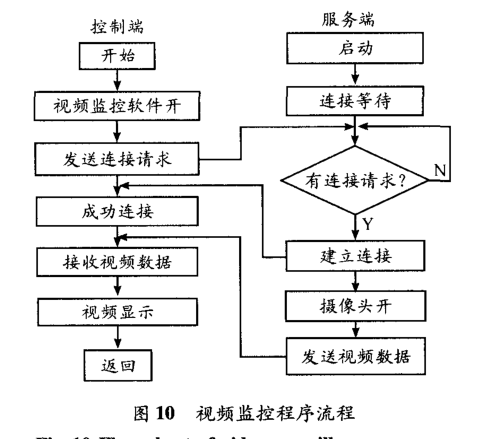 控制端
开始
视频监控软件开
发送连接请求
成功连接
接收视频数据
视频显示
返回
服务端
启动
连接等待
有连接请求?
N
Y
建立连接
摄像头开
发送视频数据
图10 视频监控程序流程